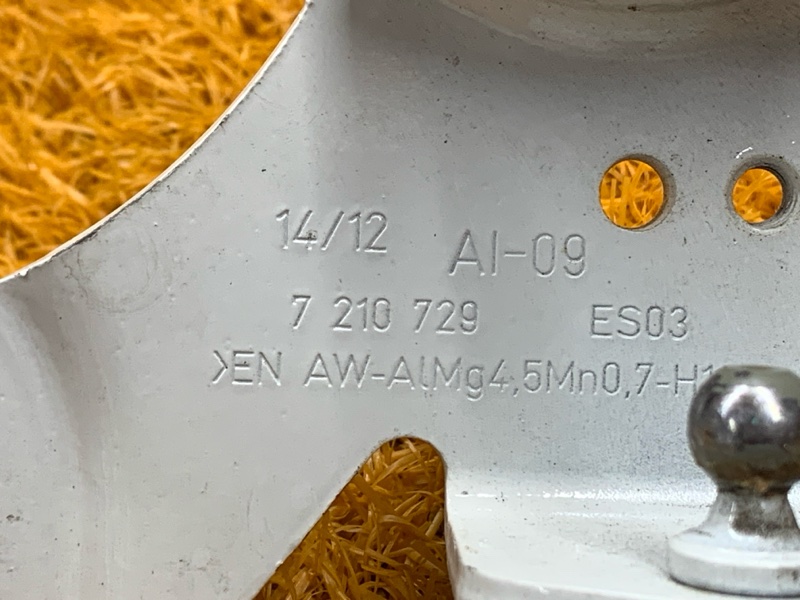 14/12 Al-09
7 210 729 ES03
>EN AW-AlMg4,5Mn0,7-H1